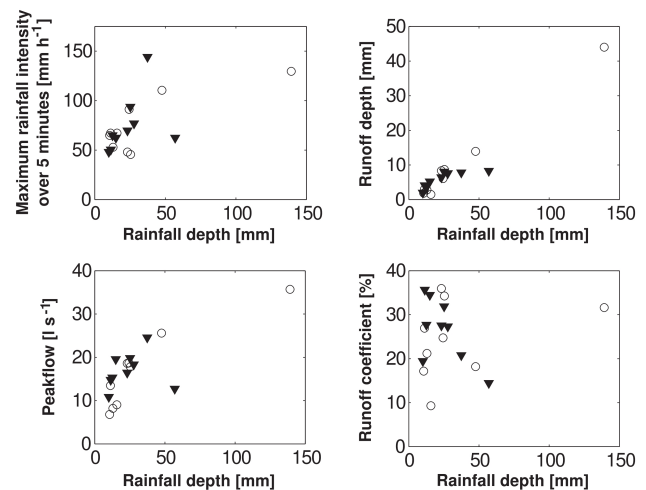 Maximum rainfall intensity
over 5 minutes [mm h-1]
150
100
50
0
0 50 100 150
Rainfall depth [mm]
Runoff depth [mm]
50
40
30
20
10
0
0 50 100 150
Rainfall depth [mm]
Peakflow [l s-1]
40
30
20
10
0
0 50 100 150
Rainfall depth [mm]
Runoff coefficient [%]
40
30
20
10
0
0 50 100 150
Rainfall depth [mm]